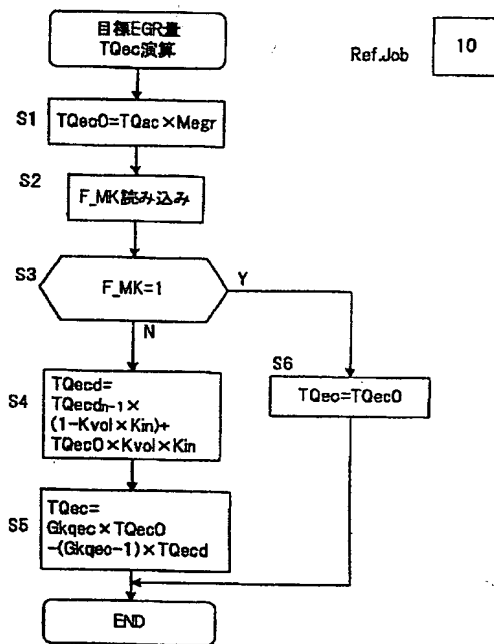 目標EGR量
TQec演算
Ref.Job 10
S1
TQec0=TQac×Megr
S2
F_MK読み込み
S3
F_MK=1
Y
N
S4
TQecd=
TQecdn-1×
(1-Kvol×Kin)+
TQec0×Kvol×Kin
S6
TQec=TQec0
S5
TQec=
Gkqec×TQec0
-(Gkqec-1)×TQecd
END